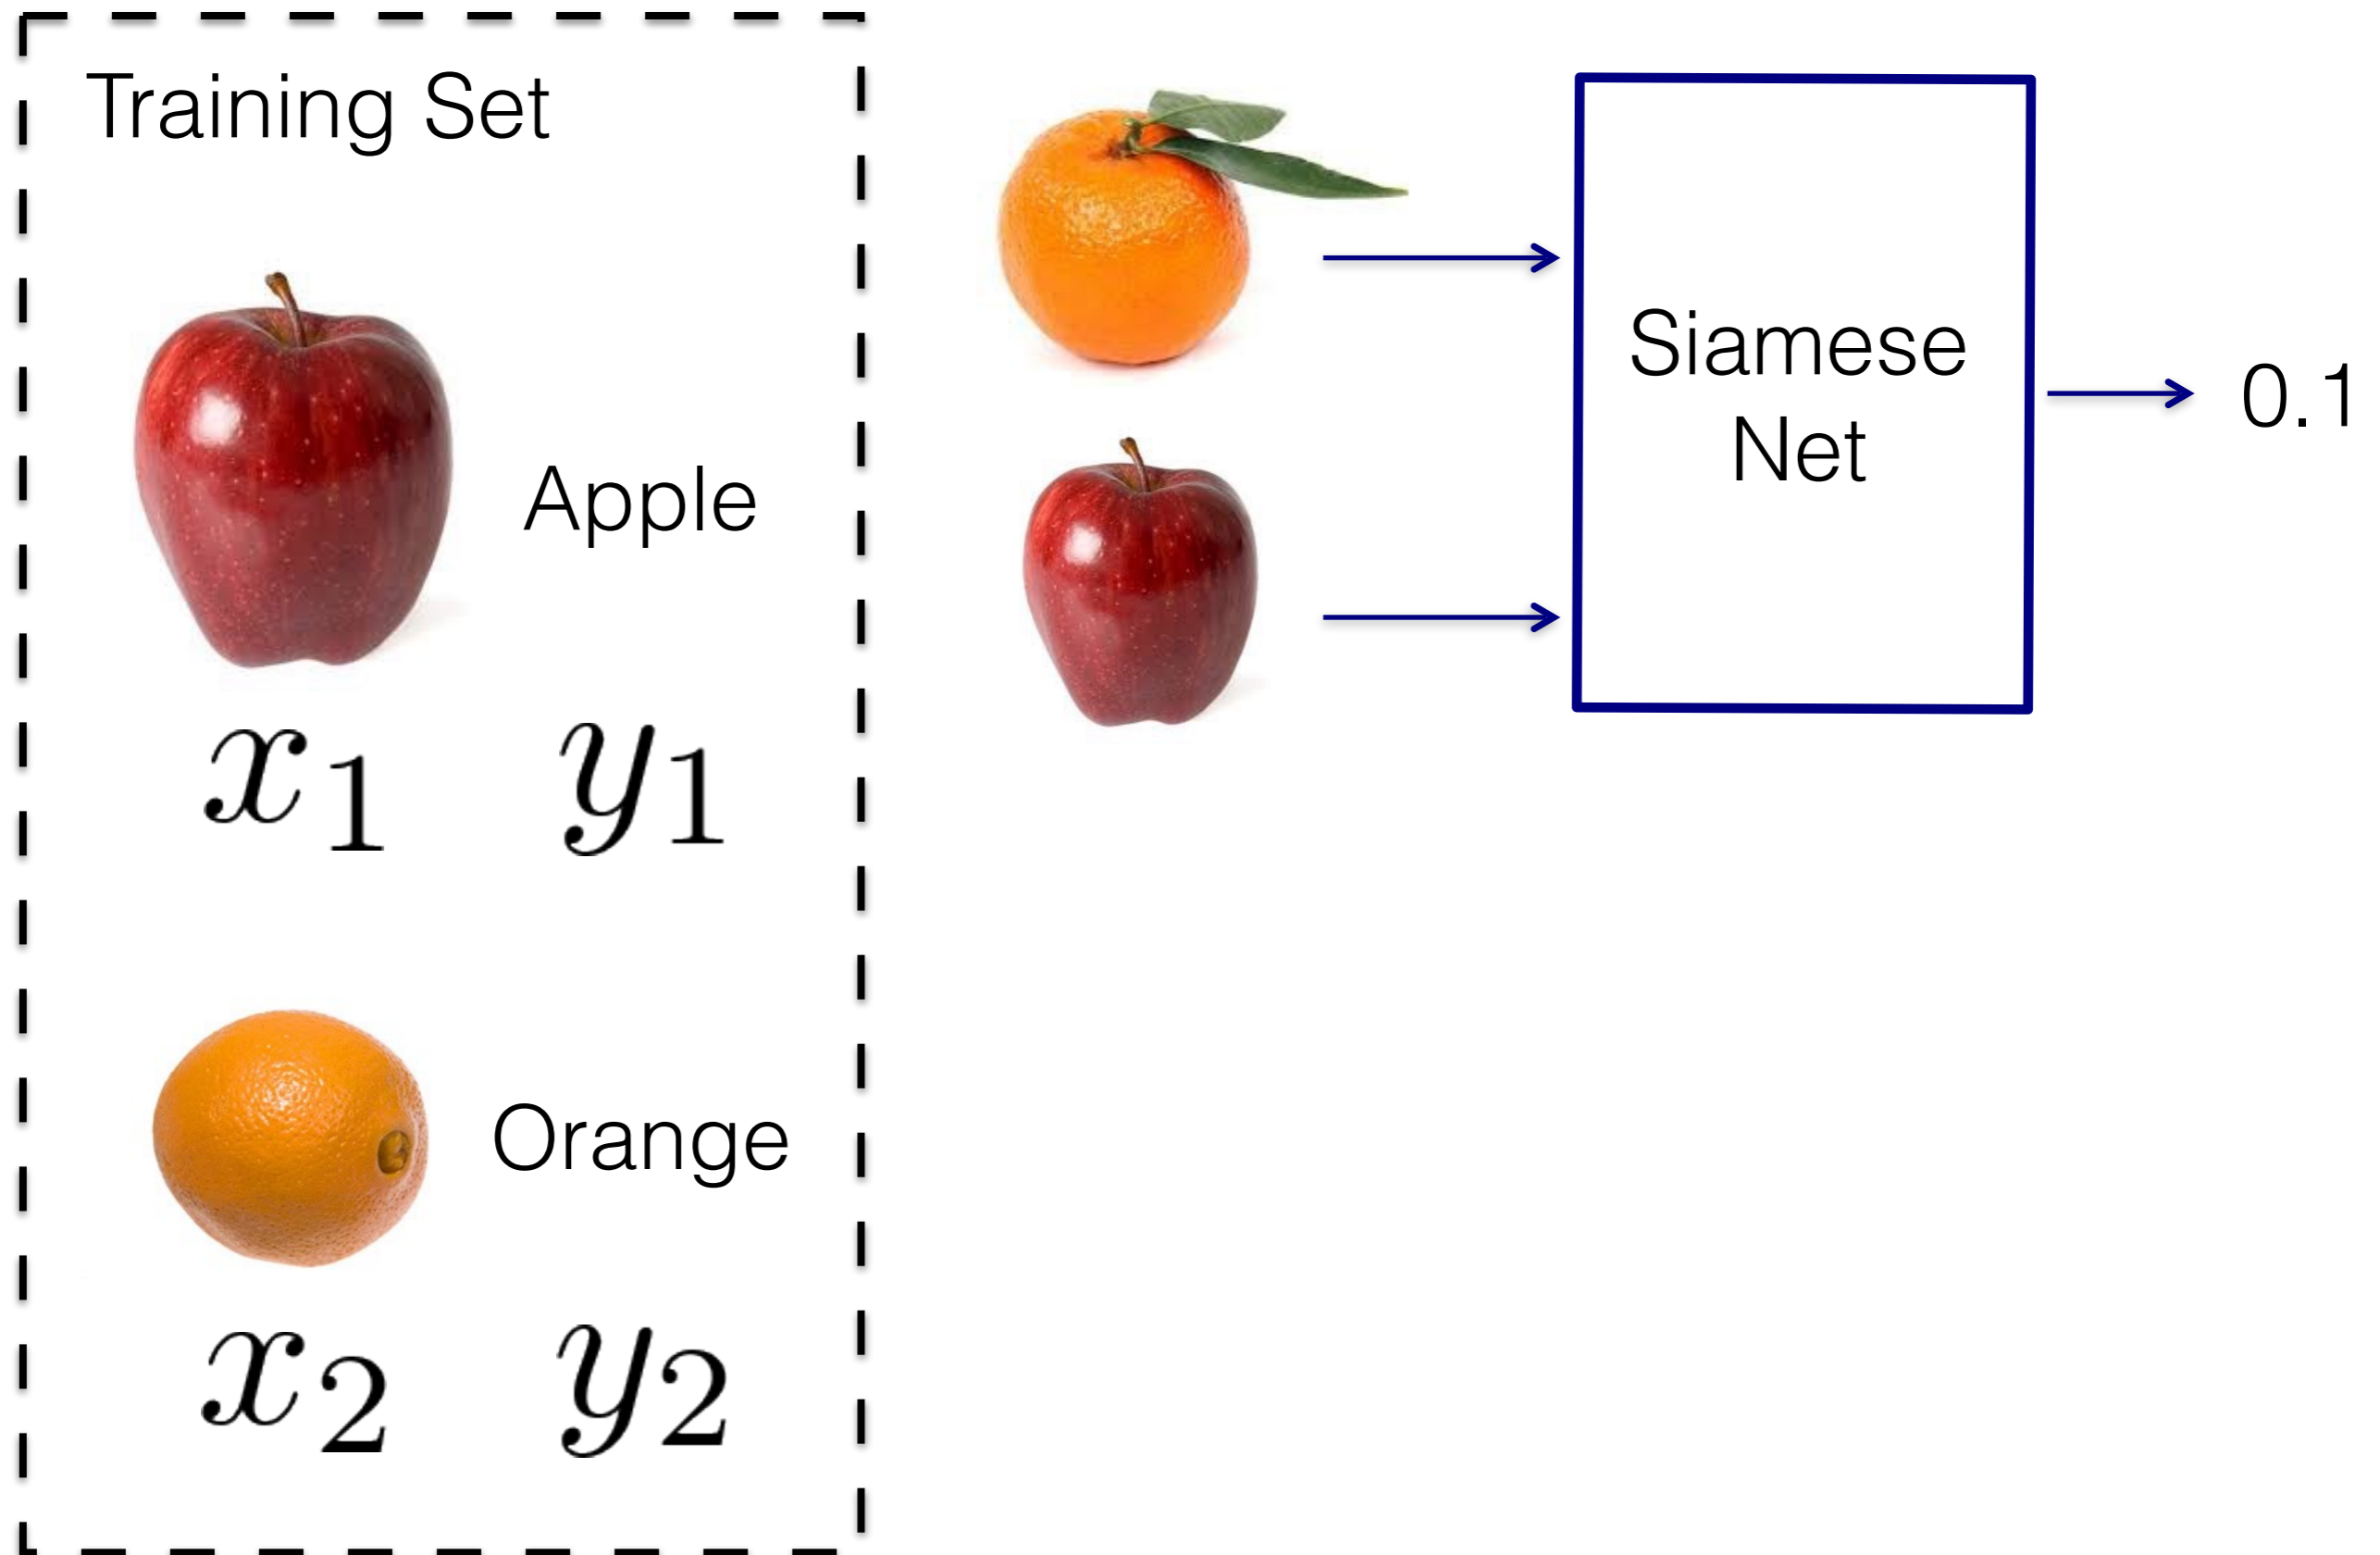 Training Set
Apple
x₁ y₁
Orange
x₂ y₂
Siamese
Net
0.1